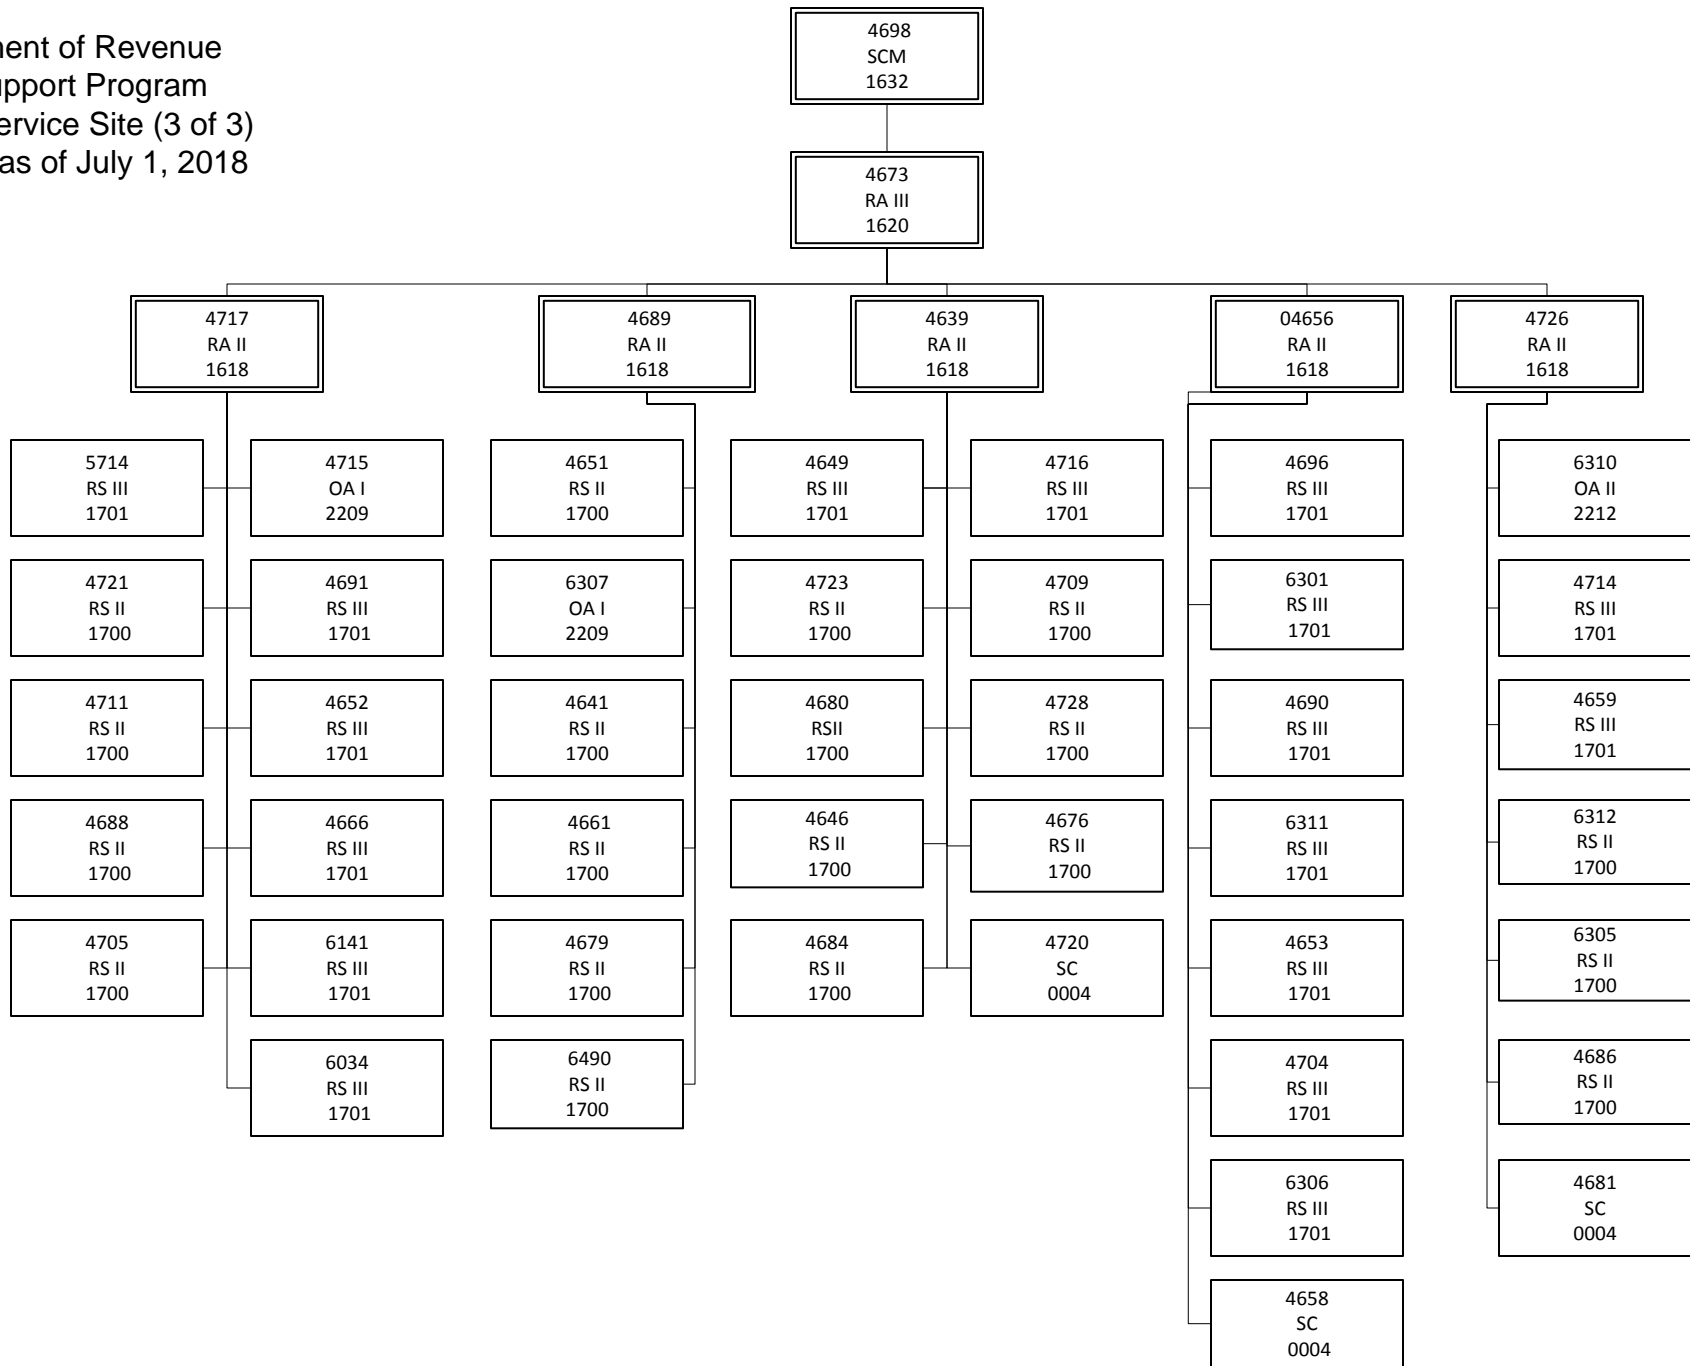 ment of Revenue
upport Program
ervice Site (3 of 3)
as of July 1, 2018
4698
SCM
1632
4673
RA III
1620
4717
RA II
1618
4689
RA II
1618
4639
RA II
1618
04656
RA II
1618
4726
RA II
1618
5714
RS III
1701
4715
OA I
2209
4651
RS II
1700
4649
RS III
1701
4716
RS III
1701
4696
RS III
1701
6310
OA II
2212
4721
RS II
1700
4691
RS III
1701
6307
OA I
2209
4723
RS II
1700
4709
RS II
1700
6301
RS III
1701
4714
RS III
1701
4711
RS II
1700
4652
RS III
1701
4641
RS II
1700
4680
RSII
1700
4728
RS II
1700
4690
RS III
1701
4659
RS III
1701
4688
RS II
1700
4666
RS III
1701
4661
RS II
1700
4646
RS II
1700
4676
RS II
1700
6311
RS III
1701
6312
RS II
1700
4705
RS II
1700
6141
RS III
1701
4679
RS II
1700
4684
RS II
1700
4720
SC
0004
4653
RS III
1701
6305
RS II
1700
6034
RS III
1701
6490
RS II
1700
4704
RS III
1701
4686
RS II
1700
6306
RS III
1701
4681
SC
0004
4658
SC
0004